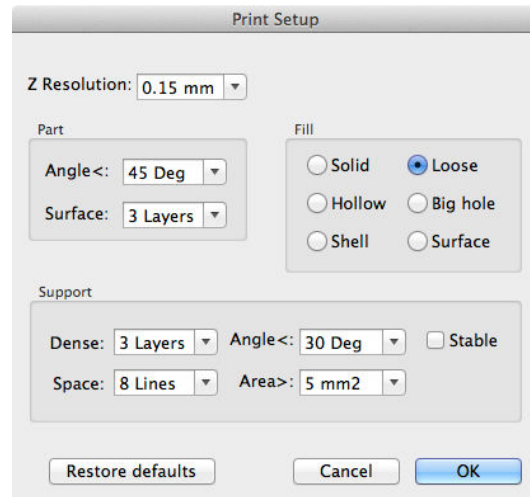 Print Setup
Z Resolution: 0.15 mm
Part
Angle<: 45 Deg
Surface: 3 Layers
Fill
Solid Loose
Hollow Big hole
Shell Surface
Support
Dense: 3 Layers Angle<: 30 Deg Stable
Space: 8 Lines Area>: 5 mm2
Restore defaults Cancel OK